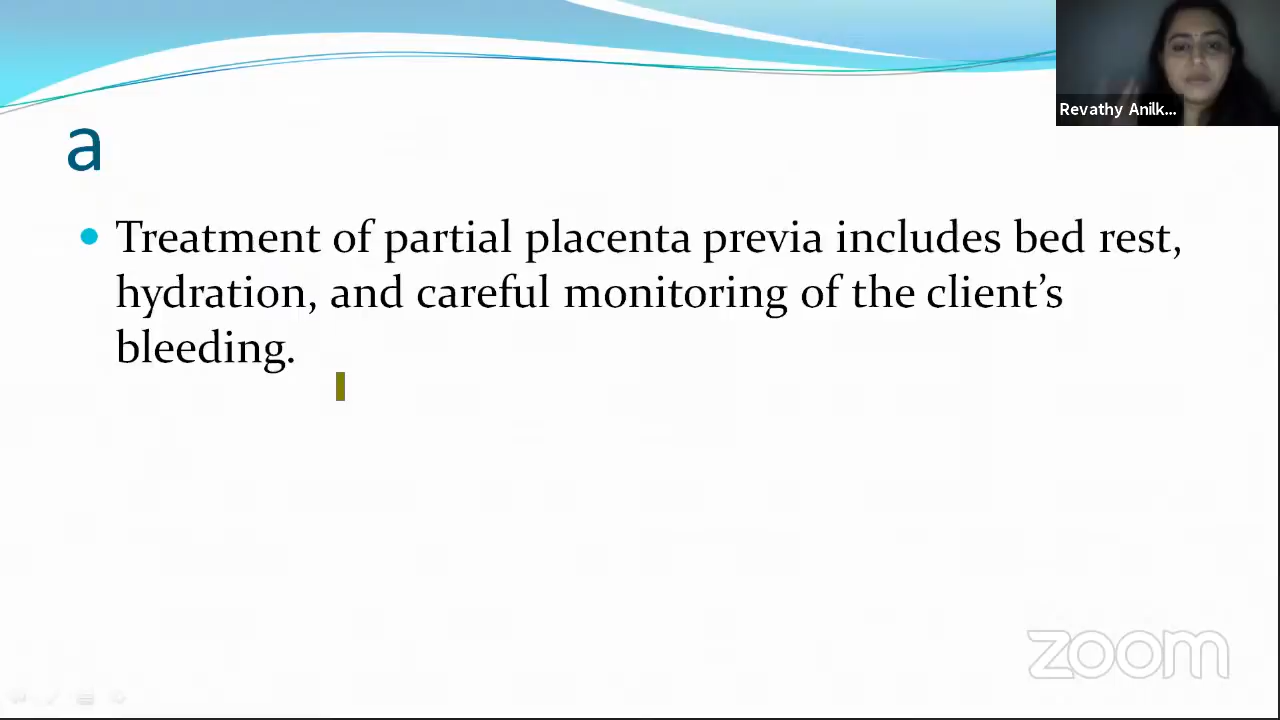 Revathy Anilk...
a
Treatment of partial placenta previa includes bed rest,
hydration, and careful monitoring of the client’s
bleeding.
zoom